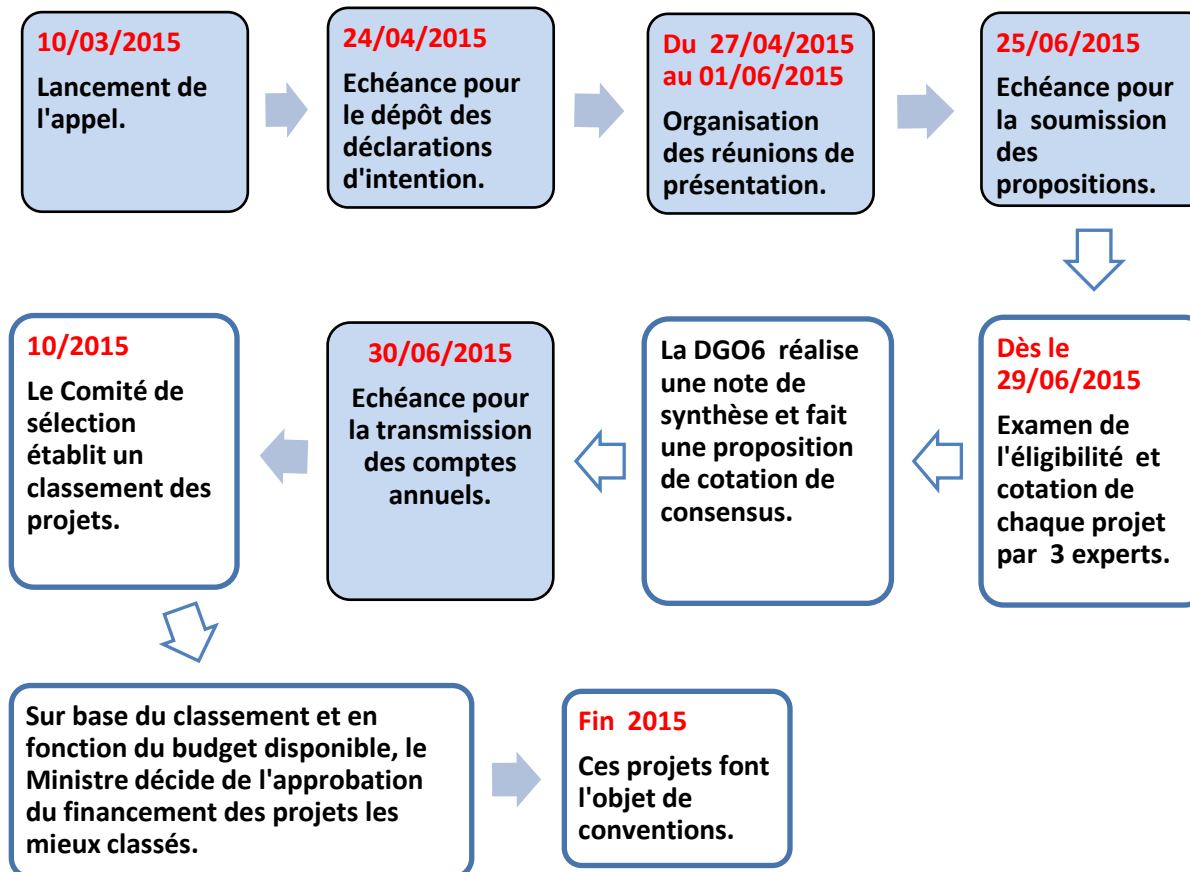 10/03/2015
Lancement de
l'appel.
24/04/2015
Echéance pour
le dépôt des
déclarations
d'intention.
Du 27/04/2015
au 01/06/2015
Organisation
des réunions de
présentation.
25/06/2015
Echéance pour
la soumission
des
propositions.
Dès le
29/06/2015
Examen de
l'éligibilité et
cotation de
chaque projet
par 3 experts.
La DGO6 réalise
une note de
synthèse et fait
une proposition
de cotation de
consensus.
30/06/2015
Echéance pour
la transmission
des comptes
annuels.
10/2015
Le Comité de
sélection
établit un
classement des
projets.
Sur base du classement et en
fonction du budget disponible, le
Ministre décide de l'approbation
du financement des projets les
mieux classés.
Fin 2015
Ces projets font
l'objet de
conventions.